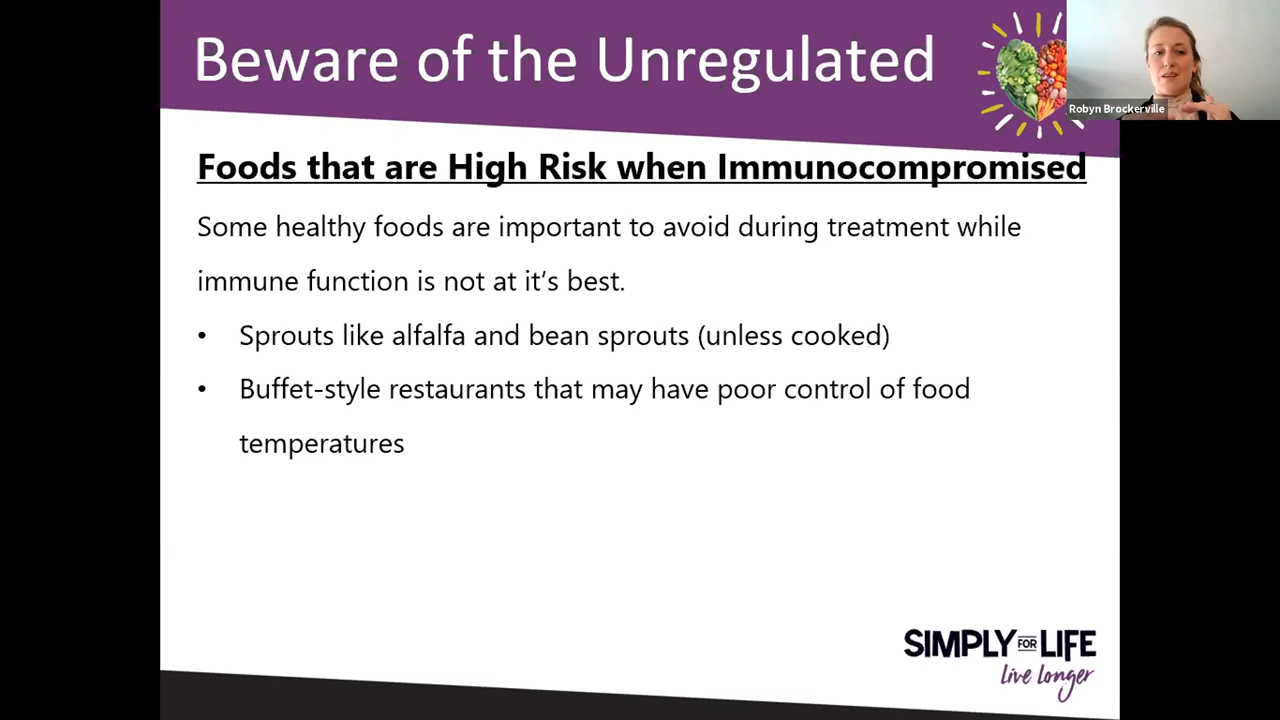 Beware of the Unregulated
Robyn Brockerville
Foods that are High Risk when Immunocompromised
Some healthy foods are important to avoid during treatment while
immune function is not at it’s best.
• Sprouts like alfalfa and bean sprouts (unless cooked)
• Buffet-style restaurants that may have poor control of food
temperatures
SIMPLY FOR LIFE
live longer